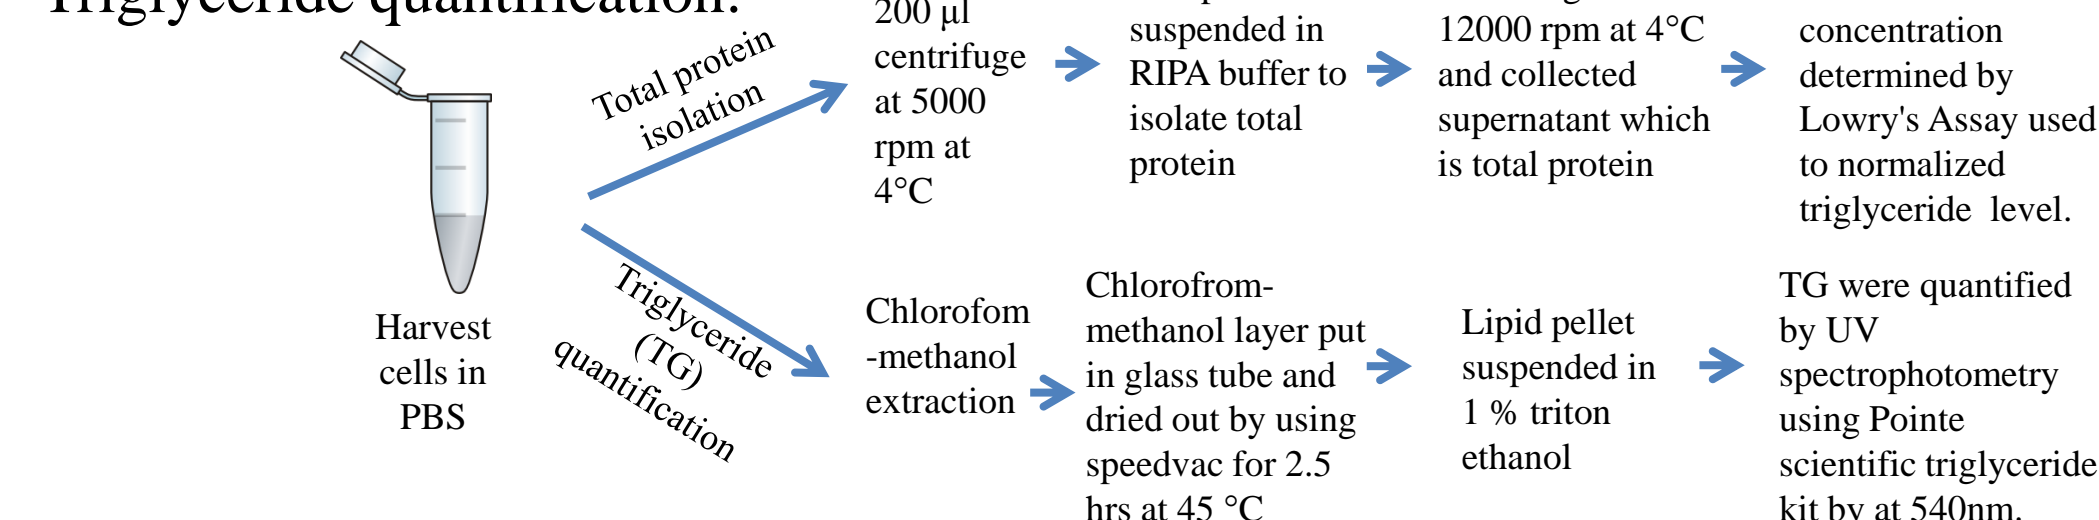 Triglyceride quantification:
Harvest
cells in
PBS
Total protein
isolation
200 µl
centrifuge
at 5000
rpm at
4°C
suspended in
RIPA buffer to
isolate total
protein
12000 rpm at 4°C
and collected
supernatant which
is total protein
concentration
determined by
Lowry's Assay used
to normalized
triglyceride level.
Triglyceride
(TG)
quantification
Chlorofom
-methanol
extraction
Chlorofrom-
methanol layer put
in glass tube and
dried out by using
speedvac for 2.5
hrs at 45 °C
Lipid pellet
suspended in
1 % triton
ethanol
TG were quantified
by UV
spectrophotometry
using Pointe
scientific triglyceride
kit by at 540nm.